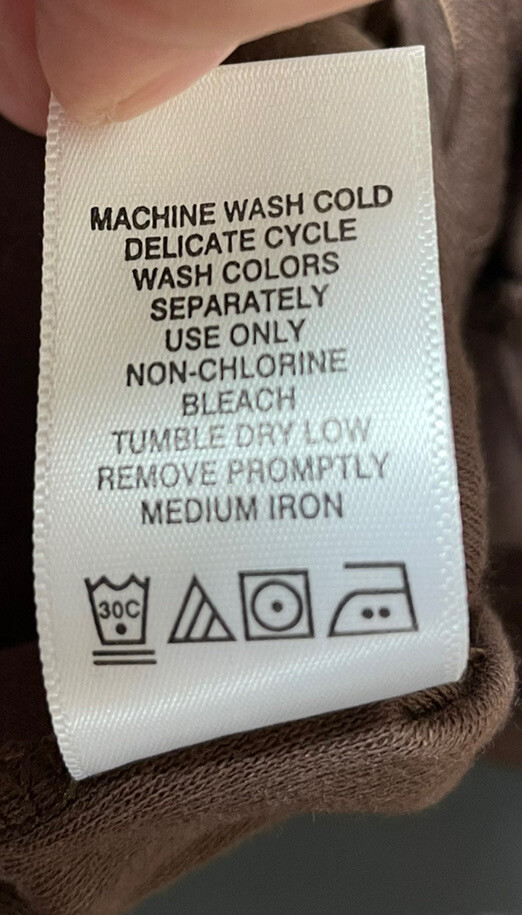 MACHINE WASH COLD
DELICATE CYCLE
WASH COLORS
SEPARATELY
USE ONLY
NON-CHLORINE
BLEACH
TUMBLE DRY LOW
REMOVE PROMPTLY
MEDIUM IRON
30C